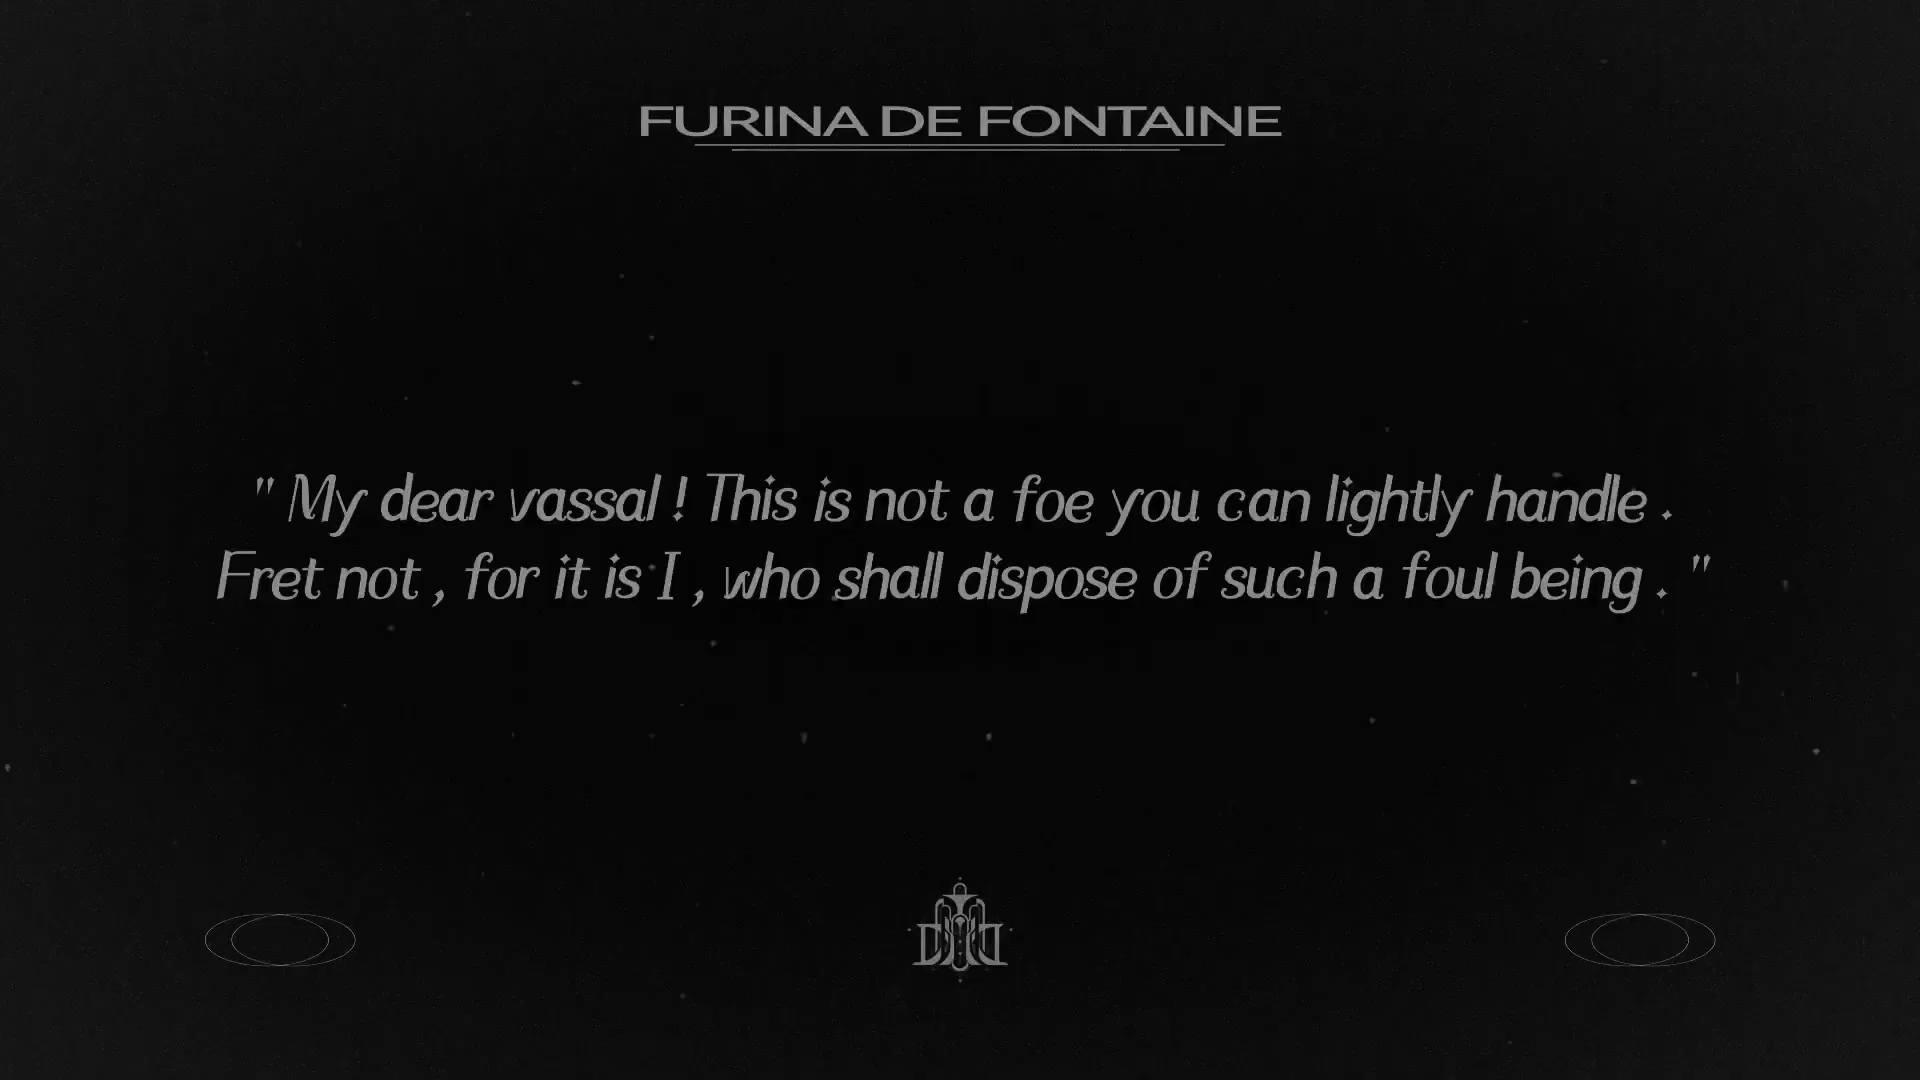 FURINA DE FONTAINE
" My dear vassal ! This is not a foe you can lightly handle .
Fret not , for it is I , who shall dispose of such a foul being . "